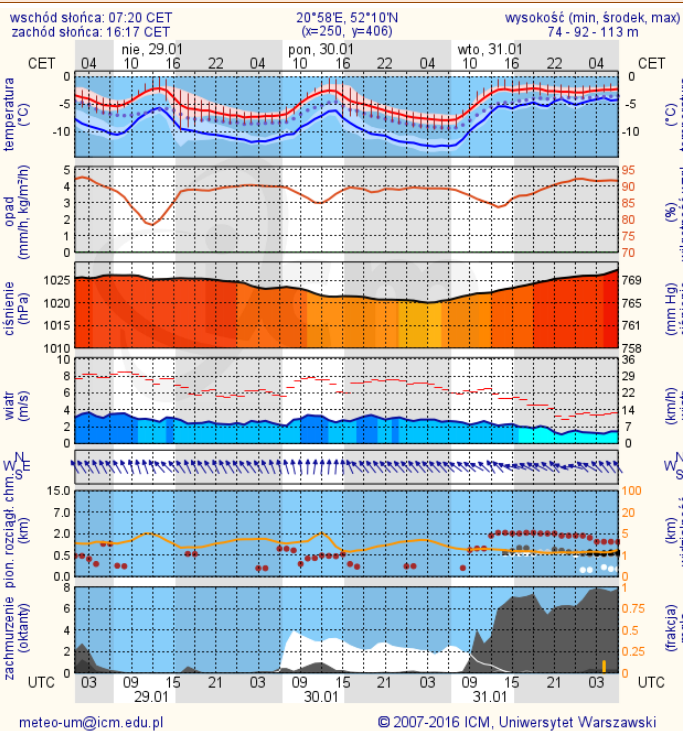 wschód słońca: 07:20 CET
zachód słońca: 16:17 CET
20°58'E, 52°10'N
(x=250, y=406)
wysokość (min, środek, max)
74 - 92 - 113 m
nie, 29.01 pon, 30.01 wto, 31.01
CET 04 10 16 22 04 10 16 22 04 10 16 22 04 CET
temperatura
(°C)
0
-5
-10
0
-5
-10
(°C)
opad
(mm/h, kg/m²/h)
5
4
3
2
1
0
95
90
85
80
75
70
(%)
ciśnienie
(hPa)
1025
1020
1015
1010
769
765
761
758
(mm Hg)
wiatr
(m/s)
10
8
6
4
2
0
36
29
22
14
7
0
(km/h)
N
W E
S
N
W
S
pion. rozciągł. chm.
(km)
15.0
7.0
2.0
0.5
0.0
100
20
5
1
0
(km)
zachmurzenie
(oktanty)
8
6
4
2
0
1
0.75
0.5
0.25
0
(frakcja)
UTC 03 09 15 21 03 09 15 21 03 09 15 21 03 UTC
29.01 30.01 31.01
meteo-um@icm.edu.pl
© 2007-2016 ICM, Uniwersytet Warszawski